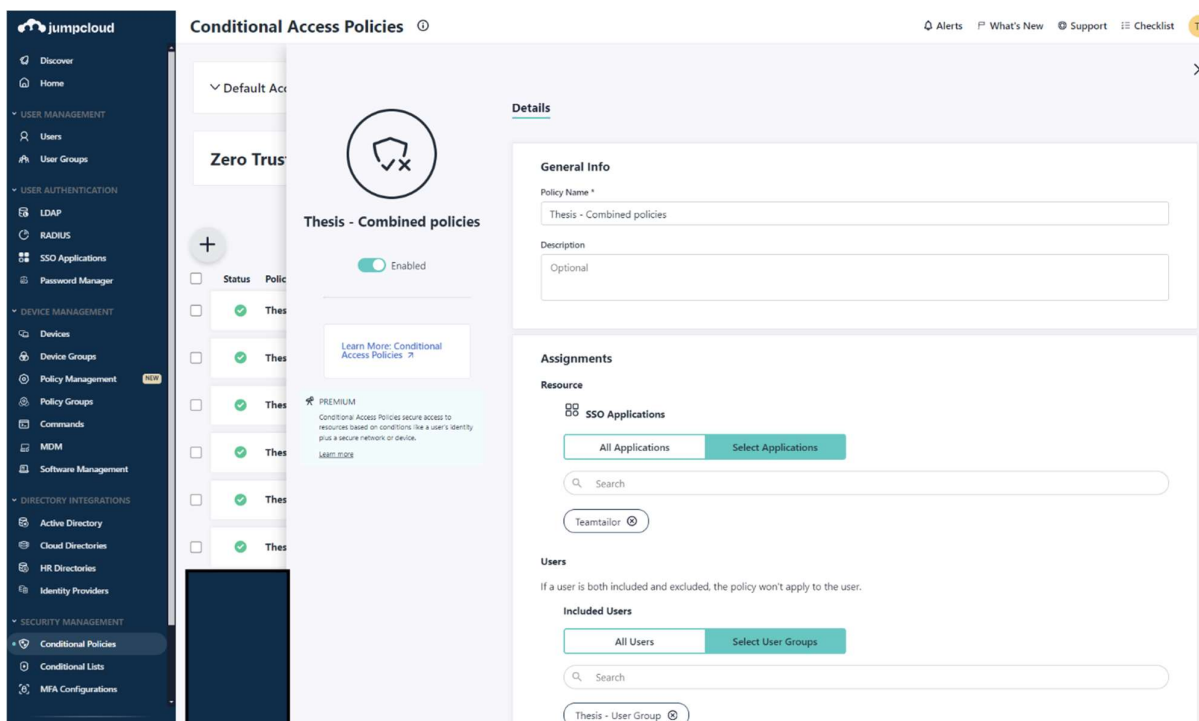 jumpcloud
Discover
Home
USER MANAGEMENT
Users
User Groups
USER AUTHENTICATION
LDAP
RADIUS
SSO Applications
Password Manager
DEVICE MANAGEMENT
Devices
Device Groups
Policy Management NEW
Policy Groups
Commands
MDM
Software Management
DIRECTORY INTEGRATIONS
Active Directory
Cloud Directories
HR Directories
Identity Providers
SECURITY MANAGEMENT
Conditional Policies
Conditional Lists
MFA Configurations
Conditional Access Policies
Alerts What's New Support Checklist T
Default Acc
Zero Trus
+
Status Polic
Thes
Thes
Thes
Thes
Thes
Thes
Thesis - Combined policies
Enabled
Learn More: Conditional
Access Policies
PREMIUM
Conditional Access Policies secure access to
resources based on conditions like a user's identity
plus a secure network or device.
Learn more
Details
General Info
Policy Name *
Thesis - Combined policies
Description
Optional
Assignments
Resource
SSO Applications
All Applications Select Applications
Search
Teamtailor
Users
If a user is both included and excluded, the policy won't apply to the user.
Included Users
All Users Select User Groups
Search
Thesis - User Group